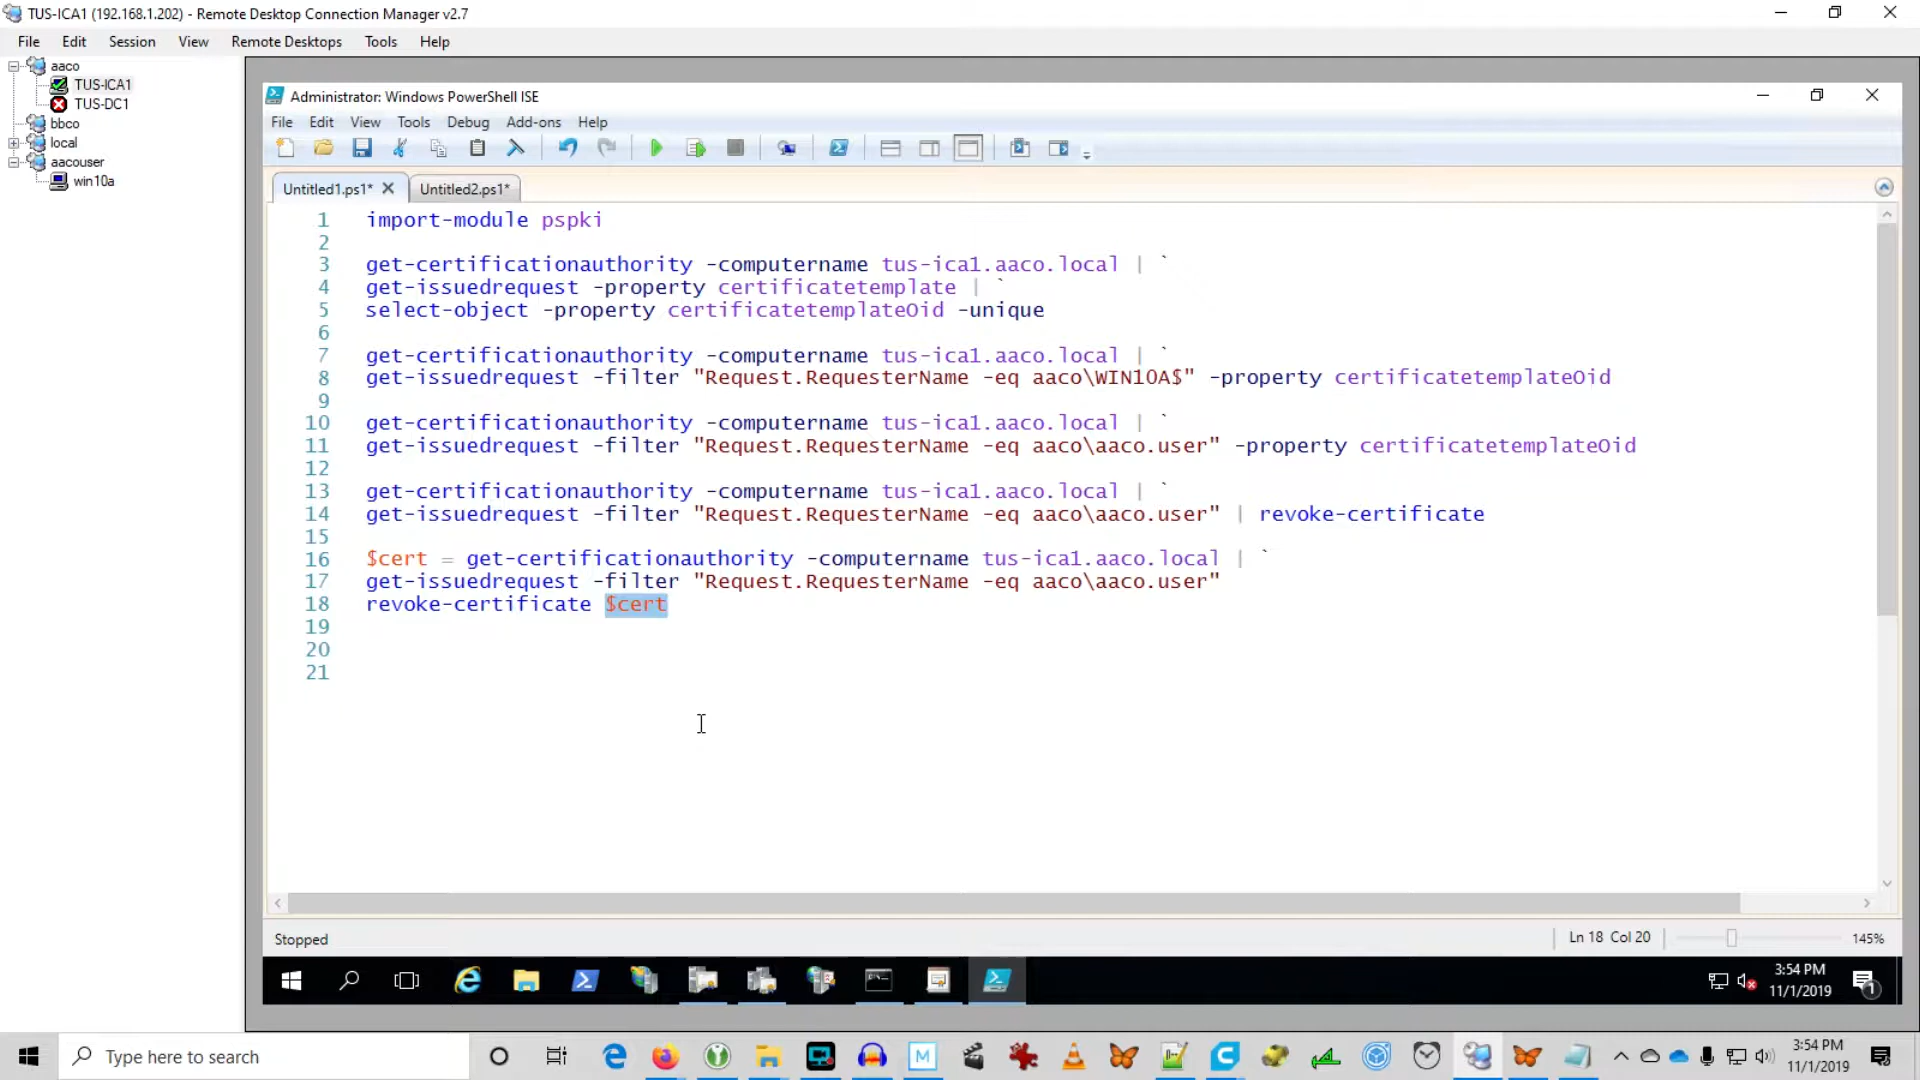 TUS-ICA1 (192.168.1.202) - Remote Desktop Connection Manager v2.7
File Edit Session View Remote Desktops Tools Help
aaco
TUS-ICA1
TUS-DC1
bbco
local
aacouser
win10a
Administrator: Windows PowerShell ISE
File Edit View Tools Debug Add-ons Help
Untitled1.ps1* Untitled2.ps1*
1 import-module pspki
2
3 get-certificationauthority -computername tus-ica1.aaco.local | `
4 get-issuedrequest -property certificatetemplate | `
5 select-object -property certificatetemplateOid -unique
6
7 get-certificationauthority -computername tus-ica1.aaco.local | `
8 get-issuedrequest -filter "Request.RequesterName -eq aaco\WIN10A$" -property certificatetemplateOid
9
10 get-certificationauthority -computername tus-ica1.aaco.local | `
11 get-issuedrequest -filter "Request.RequesterName -eq aaco\aaco.user" -property certificatetemplateOid
12
13 get-certificationauthority -computername tus-ica1.aaco.local | `
14 get-issuedrequest -filter "Request.RequesterName -eq aaco\aaco.user" | revoke-certificate
15
16 $cert = get-certificationauthority -computername tus-ica1.aaco.local | `
17 get-issuedrequest -filter "Request.RequesterName -eq aaco\aaco.user"
18 revoke-certificate $cert
19
20
21
Stopped
Ln 18 Col 20
145%
3:54 PM
11/1/2019
1
Type here to search
M
3:54 PM
11/1/2019